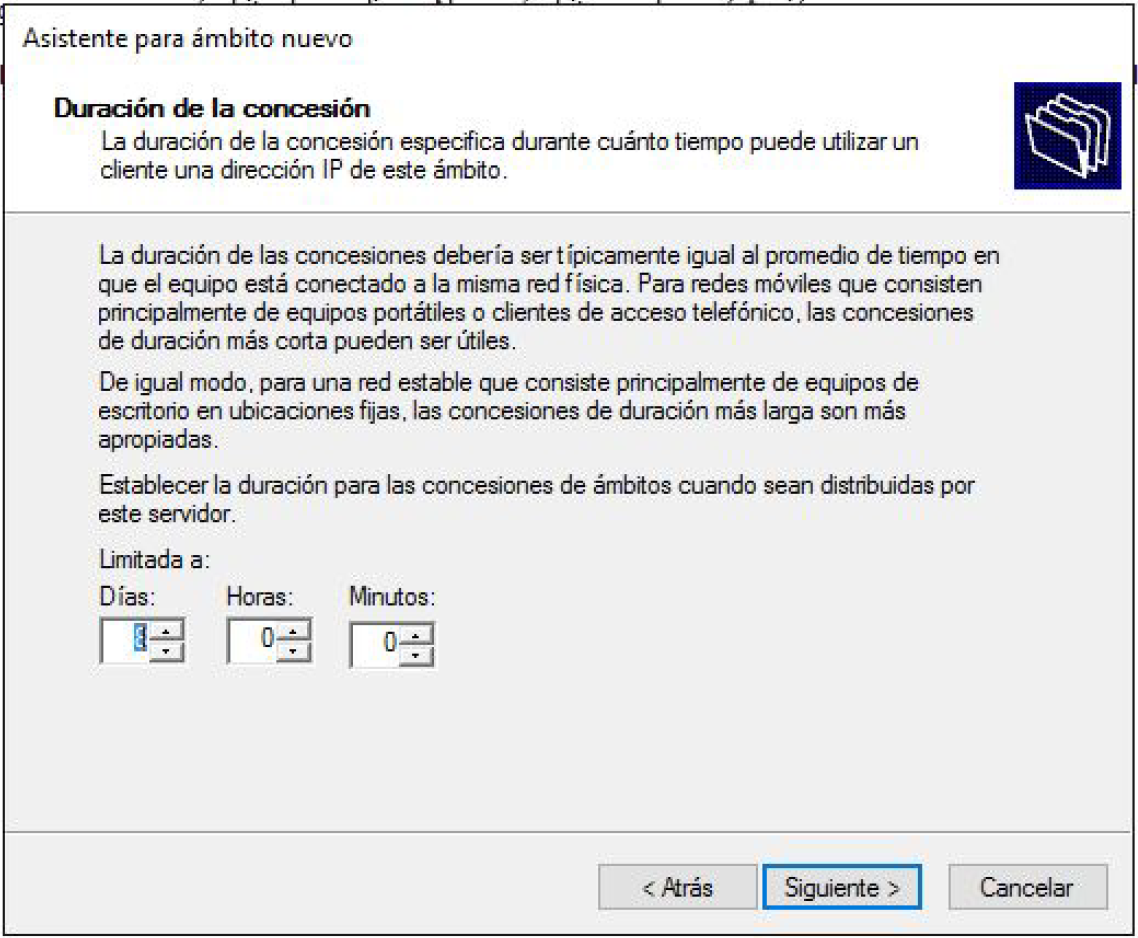 Asistente para ámbito nuevo
Duración de la concesión
La duración de la concesión especifica durante cuánto tiempo puede utilizar un
cliente una dirección IP de este ámbito.
La duración de las concesiones debería ser típicamente igual al promedio de tiempo en
que el equipo está conectado a la misma red física. Para redes móviles que consisten
principalmente de equipos portátiles o clientes de acceso telefónico, las concesiones
de duración más corta pueden ser útiles.
De igual modo, para una red estable que consiste principalmente de equipos de
escritorio en ubicaciones fijas, las concesiones de duración más larga son más
apropiadas.
Establecer la duración para las concesiones de ámbitos cuando sean distribuidas por
este servidor.
Limitada a:
Días: Horas: Minutos:
8 0 0
< Atrás Siguiente > Cancelar